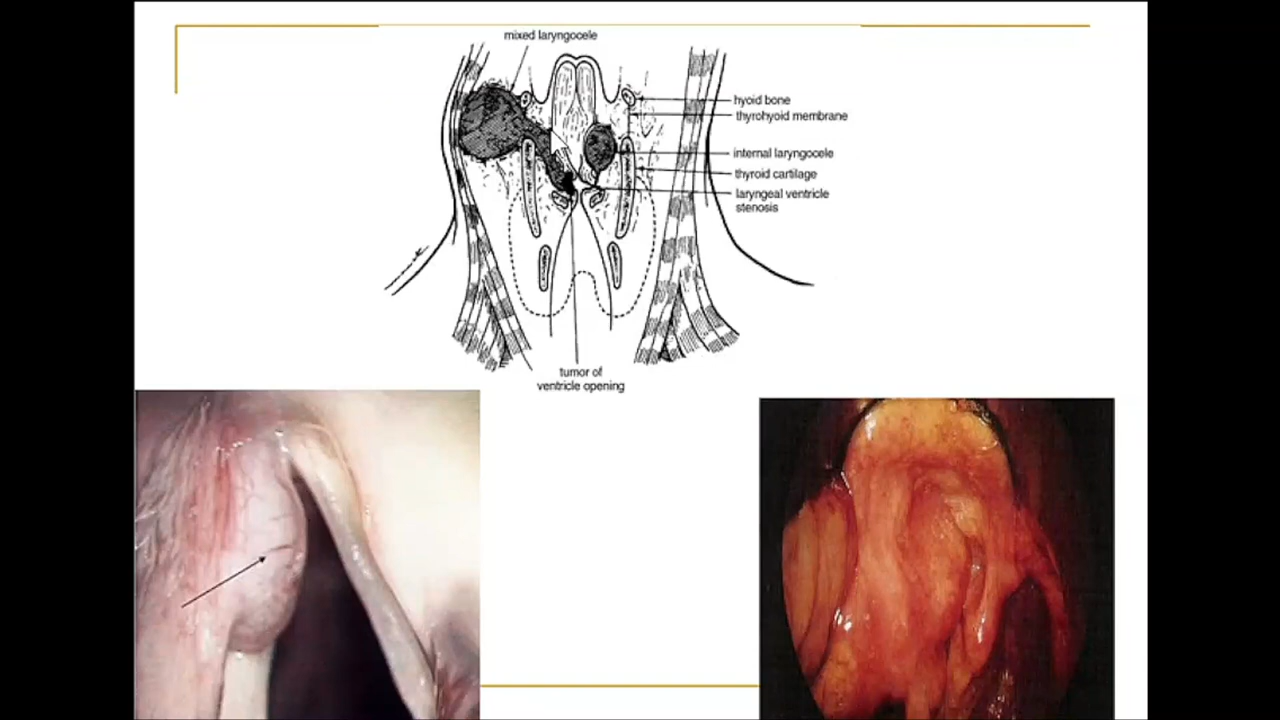 mixed laryngocele
hyoid bone
thyrohyoid membrane
internal laryngocele
thyroid cartilage
laryngeal ventricle
stenosis
tumor of
ventricle opening